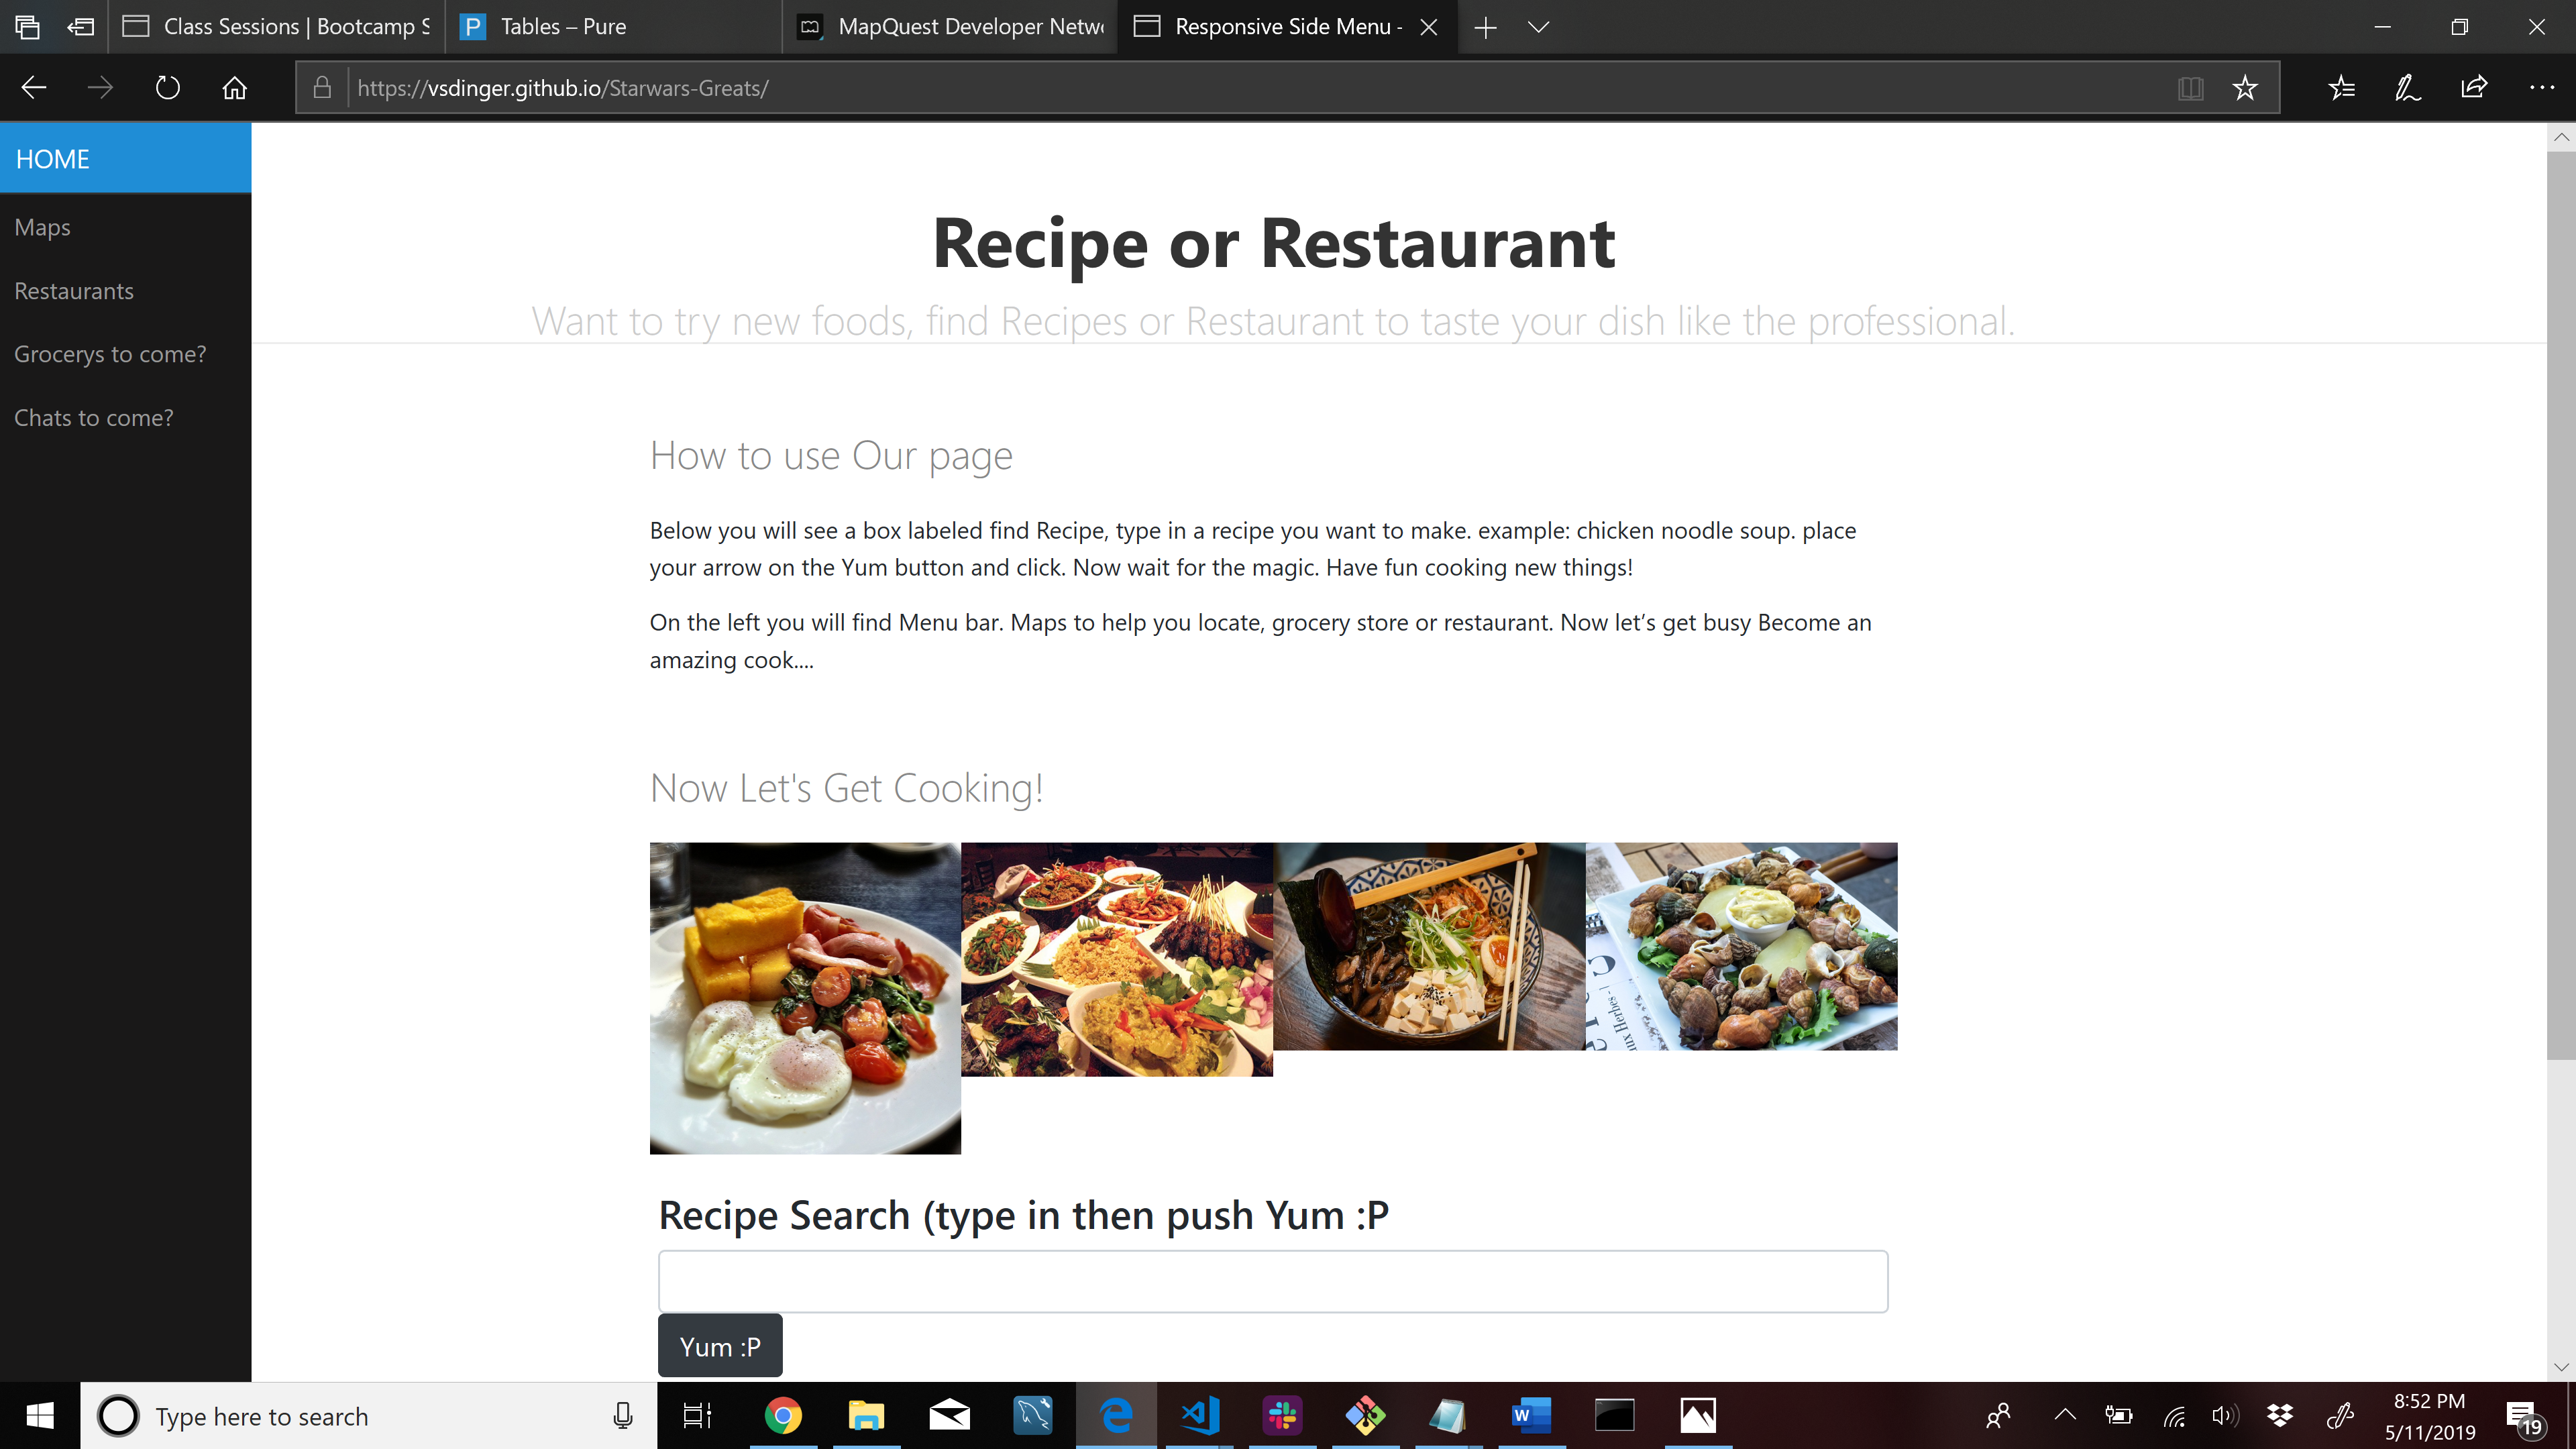 Class Sessions | Bootcamp S
Tables – Pure
MapQuest Developer Netw
Responsive Side Menu -
https://vsdinger.github.io/Starwars-Greats/
HOME
Maps
Restaurants
Grocerys to come?
Chats to come?
Recipe or Restaurant
Want to try new foods, find Recipes or Restaurant to taste your dish like the professional.
How to use Our page
Below you will see a box labeled find Recipe, type in a recipe you want to make. example: chicken noodle soup. place
your arrow on the Yum button and click. Now wait for the magic. Have fun cooking new things!
On the left you will find Menu bar. Maps to help you locate, grocery store or restaurant. Now let’s get busy Become an
amazing cook....
Now Let's Get Cooking!
Recipe Search (type in then push Yum :P
Yum :P
Type here to search
8:52 PM
5/11/2019
19